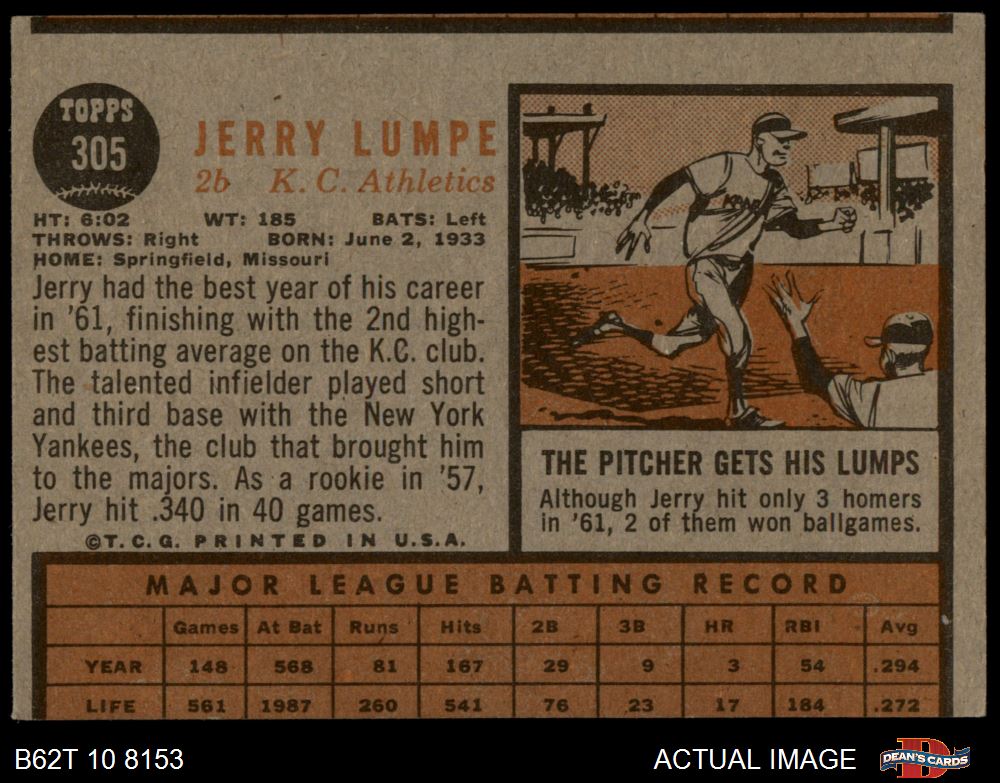 TOPPS
305
JERRY LUMPE
2b K. C. Athletics
HT: 6:02 WT: 185 BATS: Left
THROWS: Right BORN: June 2, 1933
HOME: Springfield, Missouri
Jerry had the best year of his career
in '61, finishing with the 2nd high-
est batting average on the K.C. club.
The talented infielder played short
and third base with the New York
Yankees, the club that brought him
to the majors. As a rookie in '57,
Jerry hit .340 in 40 games.
©T. C. G. PRINTED IN U.S.A.
THE PITCHER GETS HIS LUMPS
Although Jerry hit only 3 homers
in '61, 2 of them won ballgames.
MAJOR LEAGUE BATTING RECORD
Games At Bat Runs Hits 2B 3B HR RBI Avg
YEAR 148 568 81 167 29 9 3 54 .294
LIFE 561 1987 260 541 76 23 17 184 .272
B62T 10 8153
ACTUAL IMAGE
DEAN'S CARDS